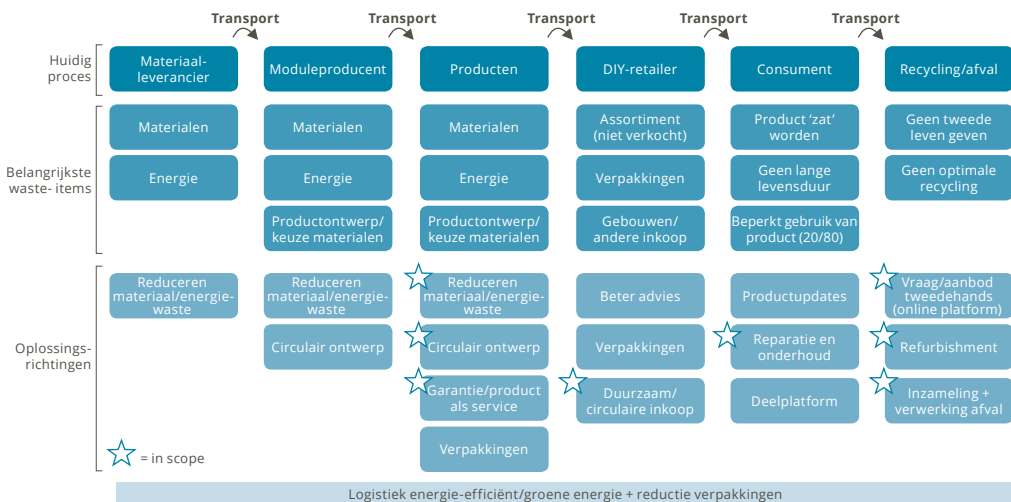 Transport Transport Transport Transport Transport
Huidig
proces
Materiaal-
leverancier
Moduleproducent
Producten
DIY-retailer
Consument
Recycling/afval
Belangrijkste
waste- items
Materialen
Materialen
Materialen
Assortiment
(niet verkocht)
Product ‘zat’
worden
Geen tweede
leven geven
Energie
Energie
Energie
Verpakkingen
Geen lange
levensduur
Geen optimale
recycling
Productontwerp/
keuze materialen
Productontwerp/
keuze materialen
Gebouwen/
andere inkoop
Beperkt gebruik van
product (20/80)
Oplossings-
richtingen
Reduceren
materiaal/energie-
waste
Reduceren
materiaal/energie-
waste
Reduceren
materiaal/energie-
waste
Beter advies
Productupdates
Vraag/aanbod
tweedehands
(online platform)
Circulair ontwerp
Circulair ontwerp
Verpakkingen
Reparatie en
onderhoud
Refurbishment
Garantie/product
als service
Duurzaam/
circulaire inkoop
Deelplatform
Inzameling +
verwerking afval
Verpakkingen
= in scope
Logistiek energie-efficiënt/groene energie + reductie verpakkingen